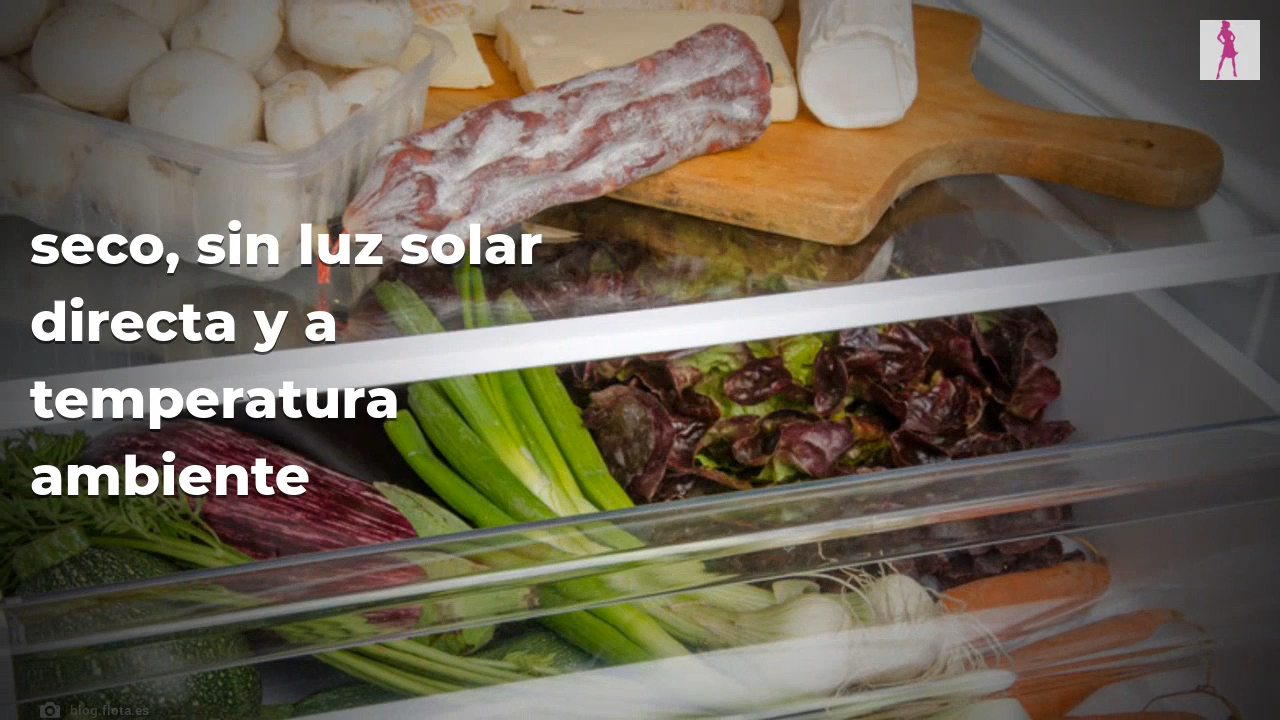 seco, sin luz solar
directa y a
temperatura
ambiente
blog.flota.es